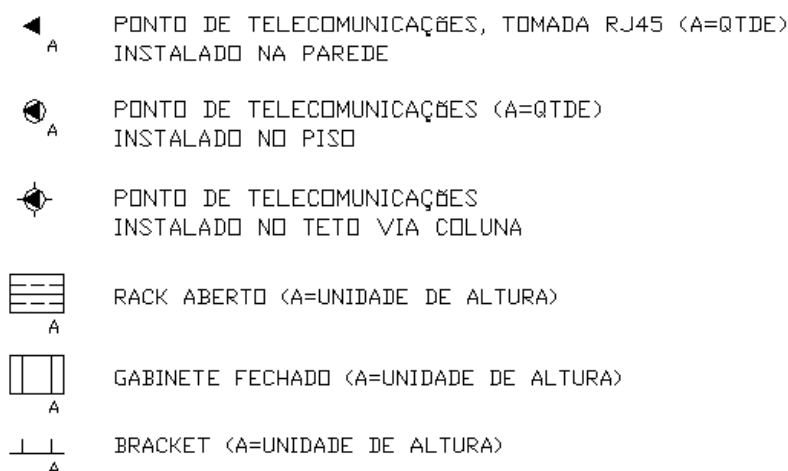 PONTO DE TELECOMUNICAÇÕES, TOMADA RJ45 (A=QTDE)
A
INSTALADO NA PAREDE
PONTO DE TELECOMUNICAÇÕES (A=QTDE)
A
INSTALADO NO PISO
PONTO DE TELECOMUNICAÇÕES
INSTALADO NO TETO VIA COLUNA
RACK ABERTO (A=UNIDADE DE ALTURA)
A
GABINETE FECHADO (A=UNIDADE DE ALTURA)
A
BRACKET (A=UNIDADE DE ALTURA)
A